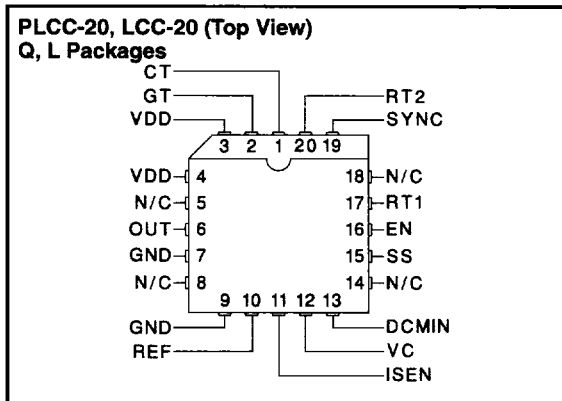 PLCC-20, LCC-20 (Top View)
Q, L Packages
CT
GT
RT2
VDD
SYNC
3 2 1 20 19
VDD 4 18 N/C
N/C 5 17 RT1
OUT 6 16 EN
GND 7 15 SS
N/C 8 14 N/C
9 10 11 12 13
GND
DCMIN
REF
VC
ISEN